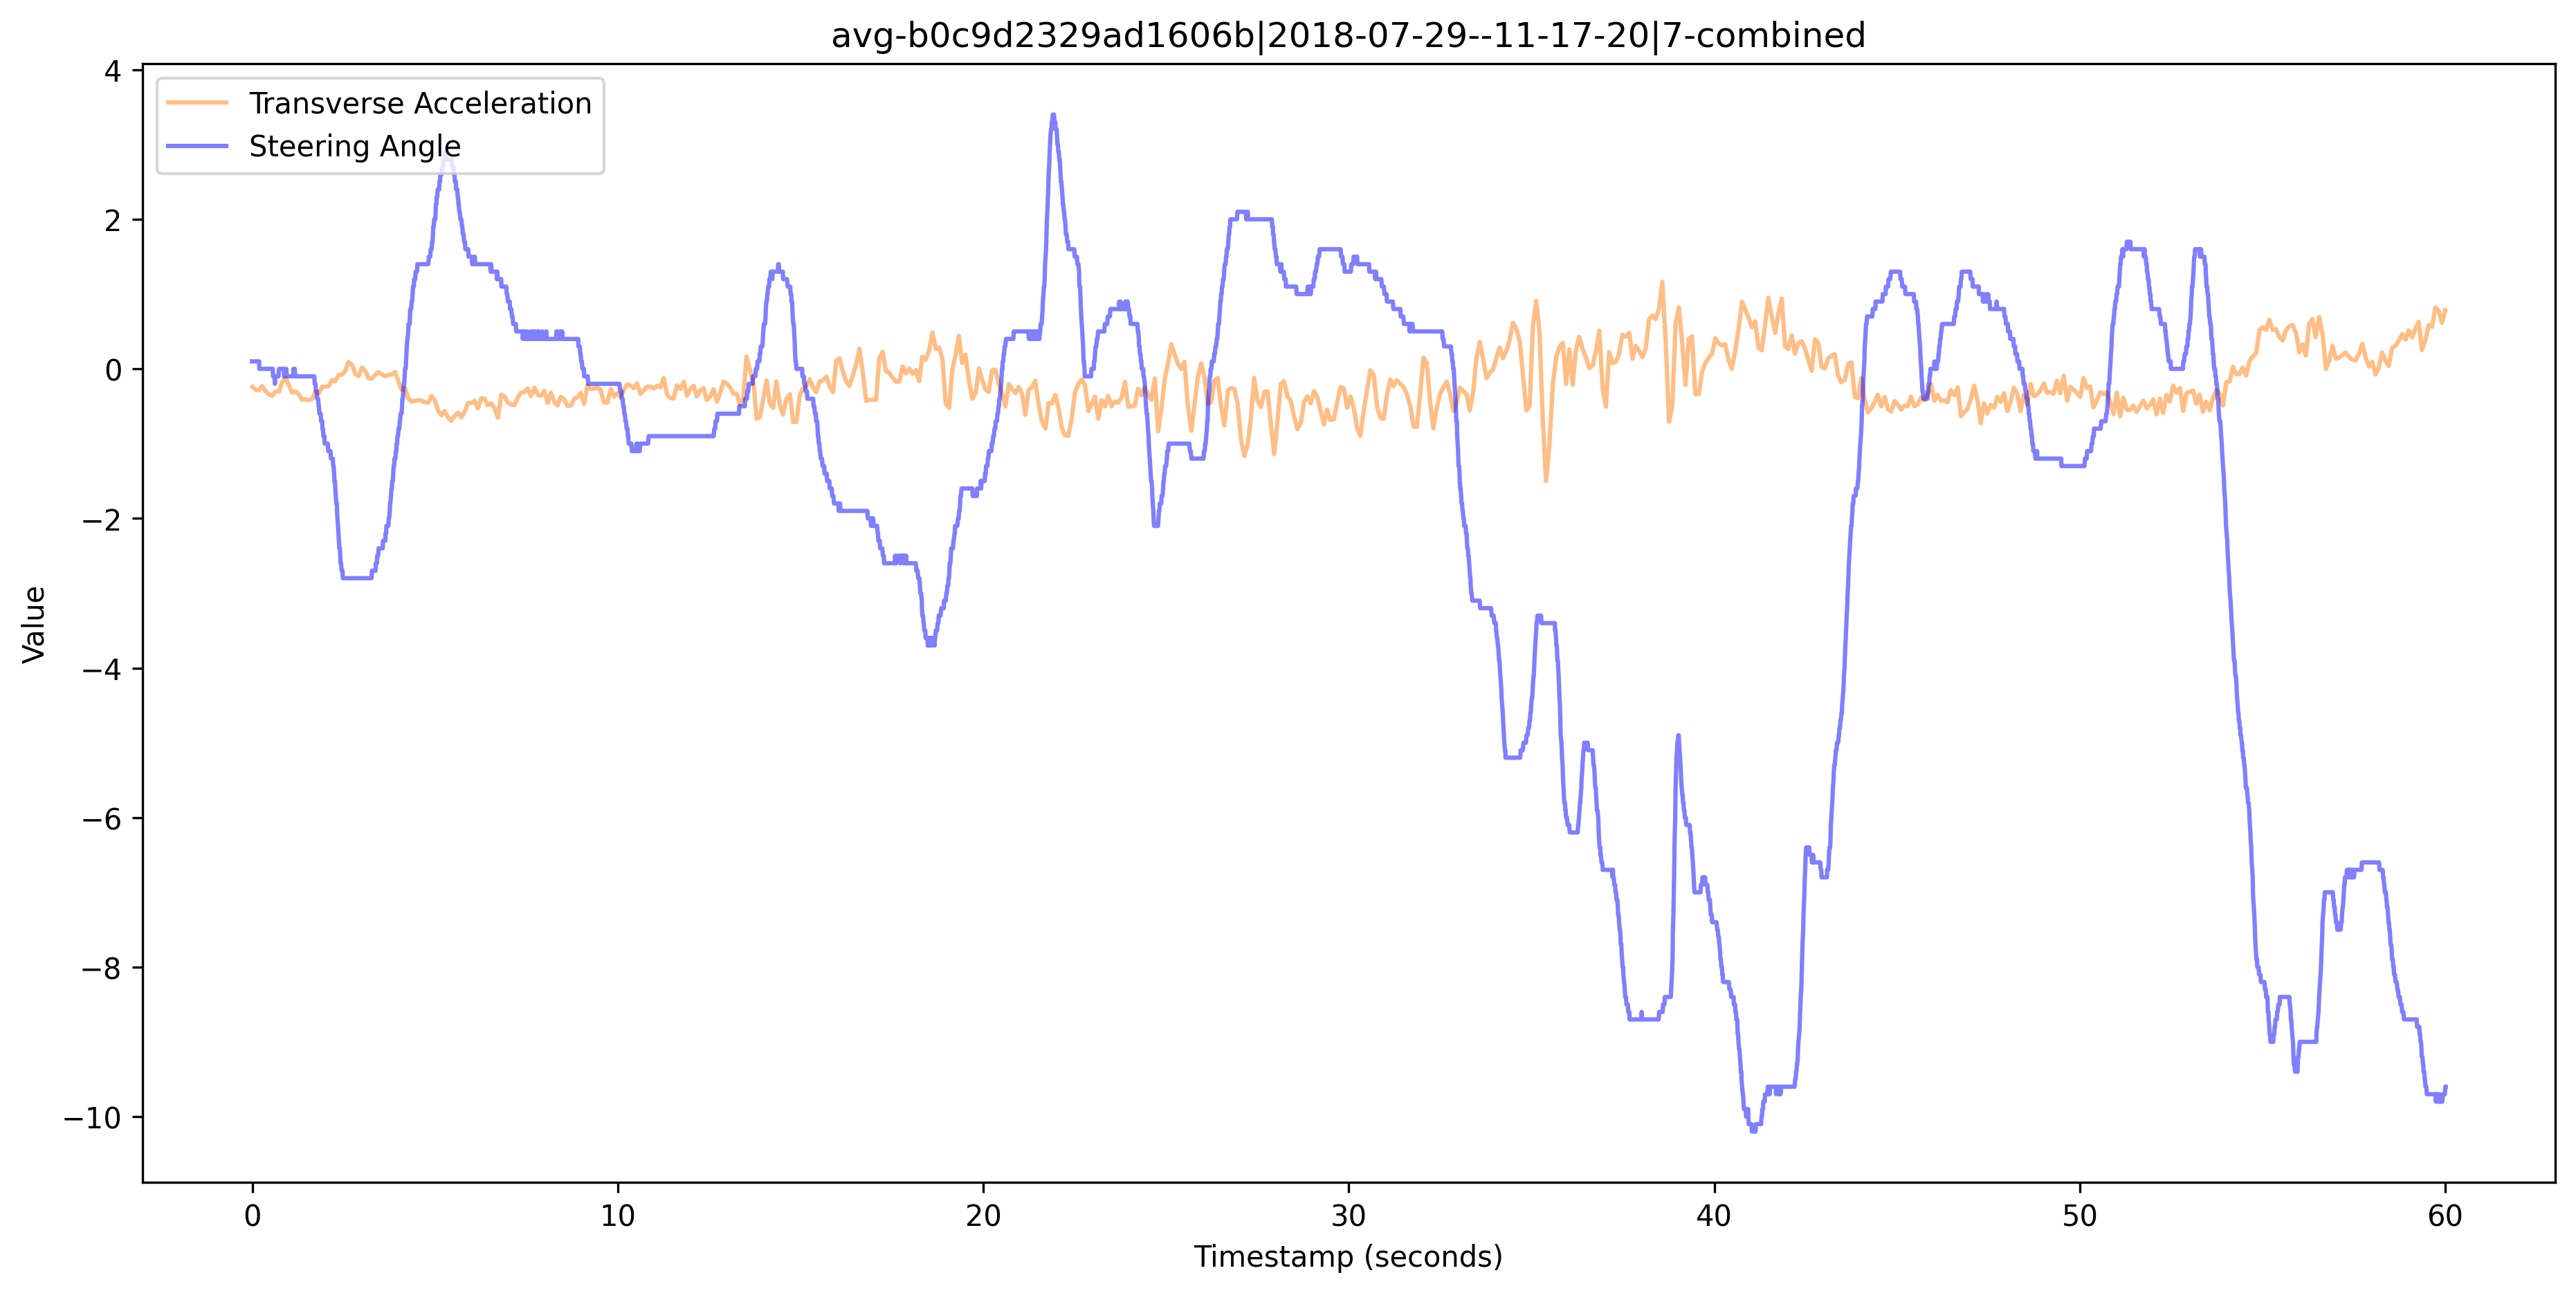 avg-b0c9d2329ad1606b|2018-07-29--11-17-20|7-combined
Transverse Acceleration
Steering Angle
4
2
0
−2
−4
−6
−8
−10
Value
0 10 20 30 40 50 60
Timestamp (seconds)